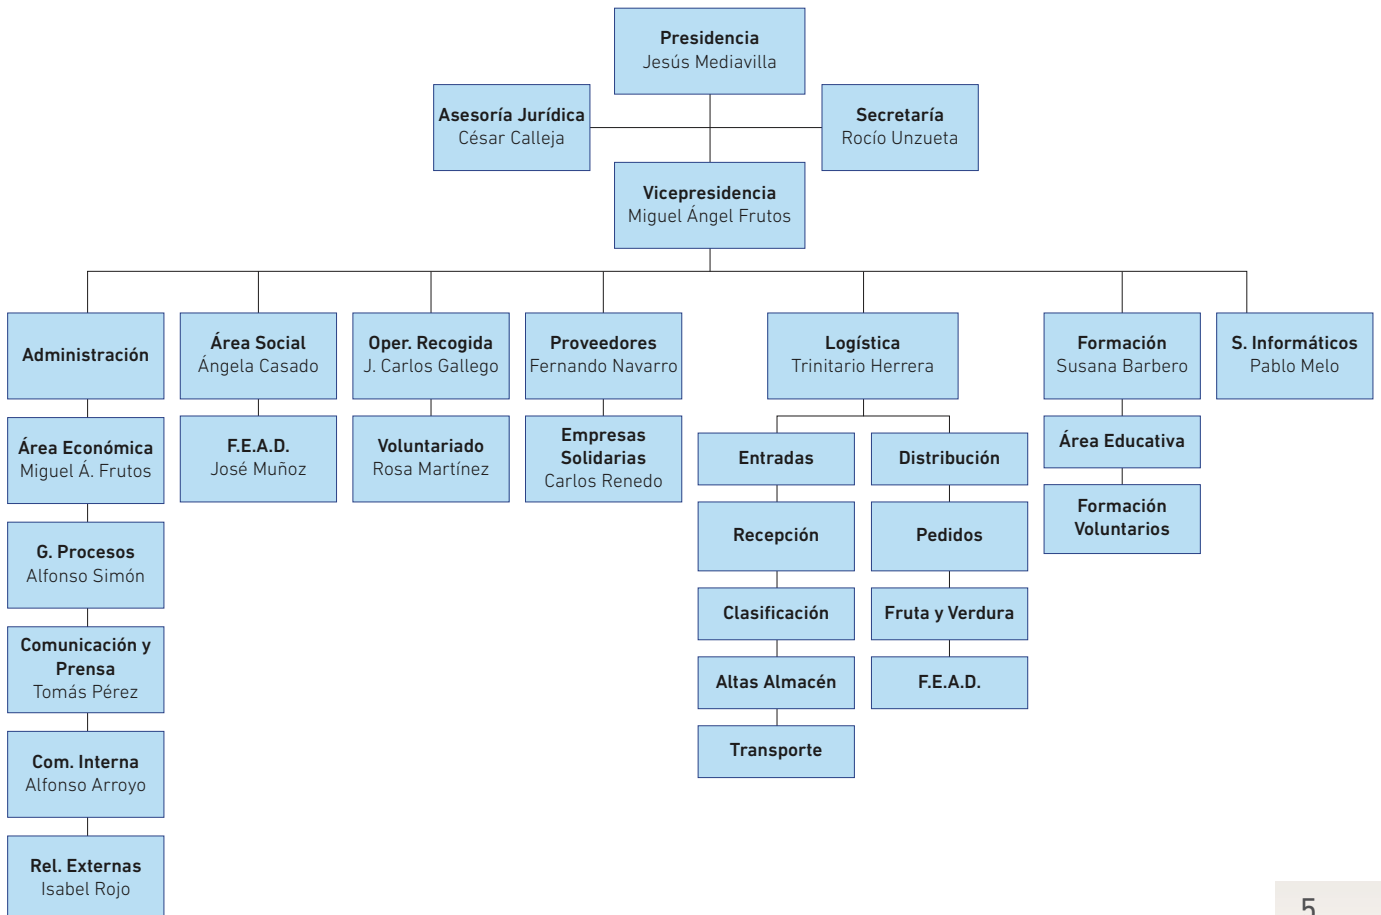 Presidencia
Jesús Mediavilla
Asesoría Jurídica
César Calleja
Secretaría
Rocío Unzueta
Vicepresidencia
Miguel Ángel Frutos
Administración
Área Social
Ángela Casado
Oper. Recogida
J. Carlos Gallego
Proveedores
Fernando Navarro
Logística
Trinitario Herrera
Formación
Susana Barbero
S. Informáticos
Pablo Melo
Área Económica
Miguel Á. Frutos
F.E.A.D.
José Muñoz
Voluntariado
Rosa Martínez
Empresas
Solidarias
Carlos Renedo
Entradas
Distribución
Área Educativa
Recepción
Pedidos
Formación
Voluntarios
G. Procesos
Alfonso Simón
Clasificación
Fruta y Verdura
Comunicación y
Prensa
Tomás Pérez
Altas Almacén
F.E.A.D.
Transporte
Com. Interna
Alfonso Arroyo
Rel. Externas
Isabel Rojo
5